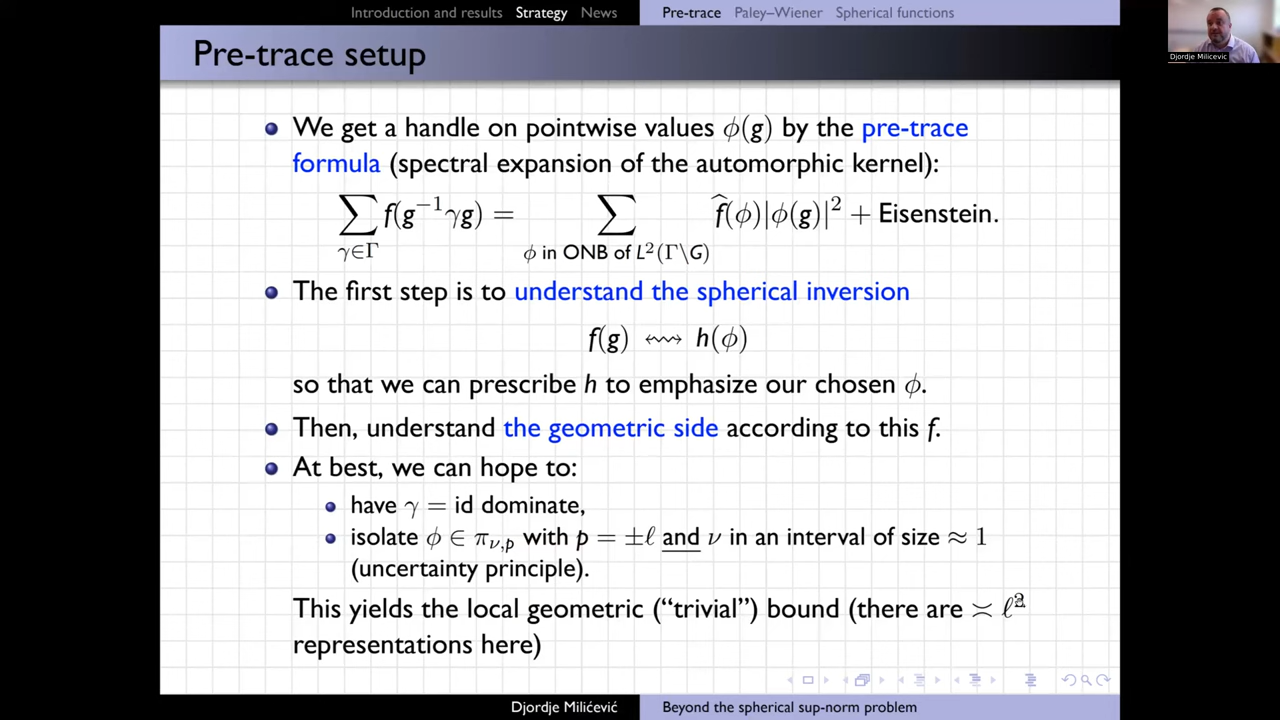 Introduction and results Strategy News Pre-trace Paley–Wiener Spherical functions
Djordje Milicevic
Pre-trace setup
We get a handle on pointwise values ϕ(g) by the pre-trace
formula (spectral expansion of the automorphic kernel):
∑ f(g⁻¹γg) = ∑ f̂(ϕ)|ϕ(g)|² + Eisenstein.
γ∈Γ ϕ in ONB of L²(Γ\G)
The first step is to understand the spherical inversion
f(g) ↭ h(ϕ)
so that we can prescribe h to emphasize our chosen ϕ.
Then, understand the geometric side according to this f.
At best, we can hope to:
have γ = id dominate,
isolate ϕ ∈ π_{ν,p} with p = ±ℓ and ν in an interval of size ≈ 1
(uncertainty principle).
This yields the local geometric (“trivial”) bound (there are ≍ ℓ
representations here)
Djordje Milićević Beyond the spherical sup-norm problem